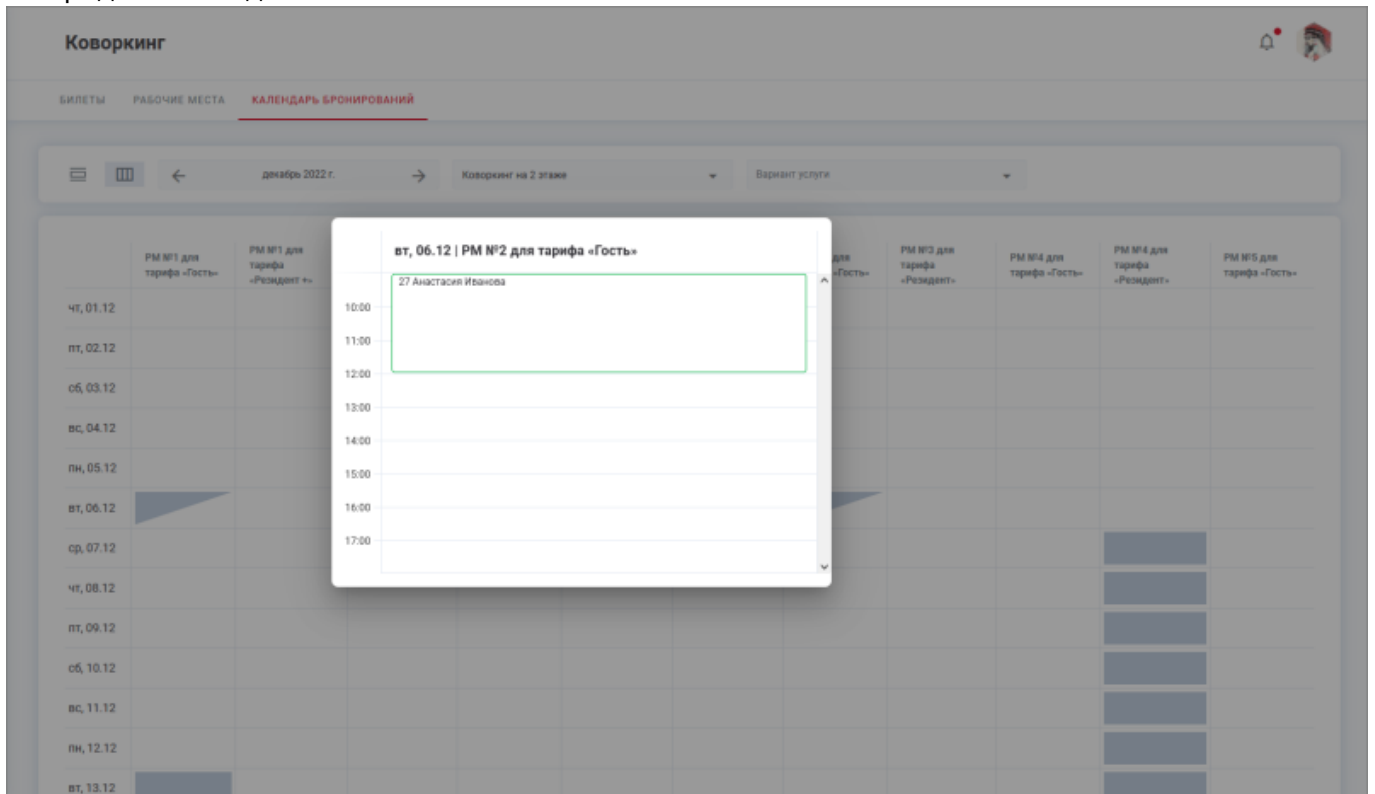 Коворкинг
БИЛЕТЫ РАБОЧИЕ МЕСТА КАЛЕНДАРЬ БРОНИРОВАНИЙ
декабрь 2022 г. Коворкинг на 2 этаже Вариант услуги
РМ №1 для тарифа «Гость»
РМ №1 для тарифа «Резидент +»
для «Гость»
РМ №3 для тарифа «Резидент»
РМ №4 для тарифа «Гость»
РМ №4 для тарифа «Резидент»
РМ №5 для тарифа «Гость»
вт, 06.12 | РМ №2 для тарифа «Гость»
27 Анастасия Иванова
10:00
11:00
12:00
13:00
14:00
15:00
16:00
17:00
чт, 01.12
пт, 02.12
сб, 03.12
вс, 04.12
пн, 05.12
вт, 06.12
ср, 07.12
чт, 08.12
пт, 09.12
сб, 10.12
вс, 11.12
пн, 12.12
вт, 13.12